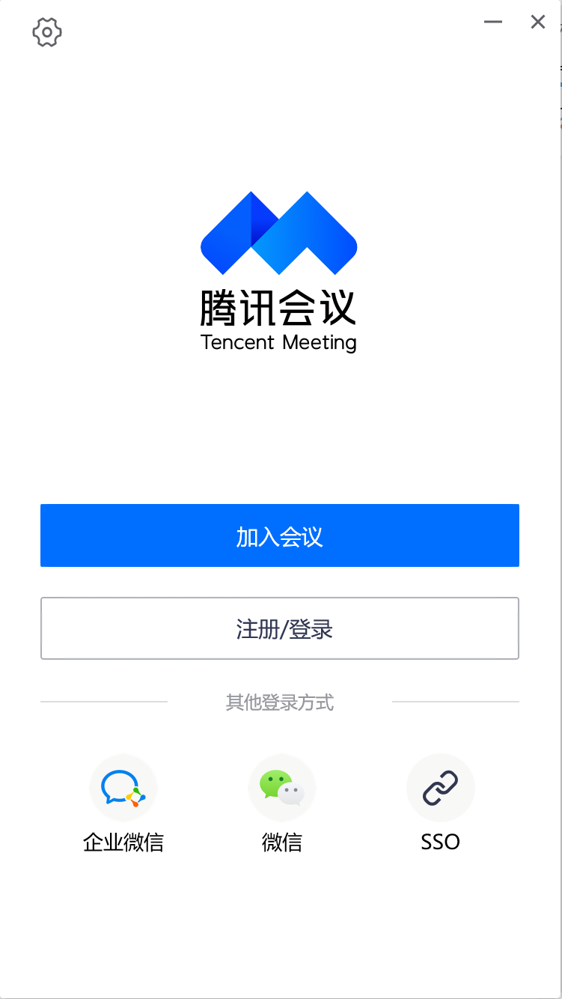 腾讯会议
Tencent Meeting
加入会议
注册/登录
其他登录方式
企业微信
微信
SSO